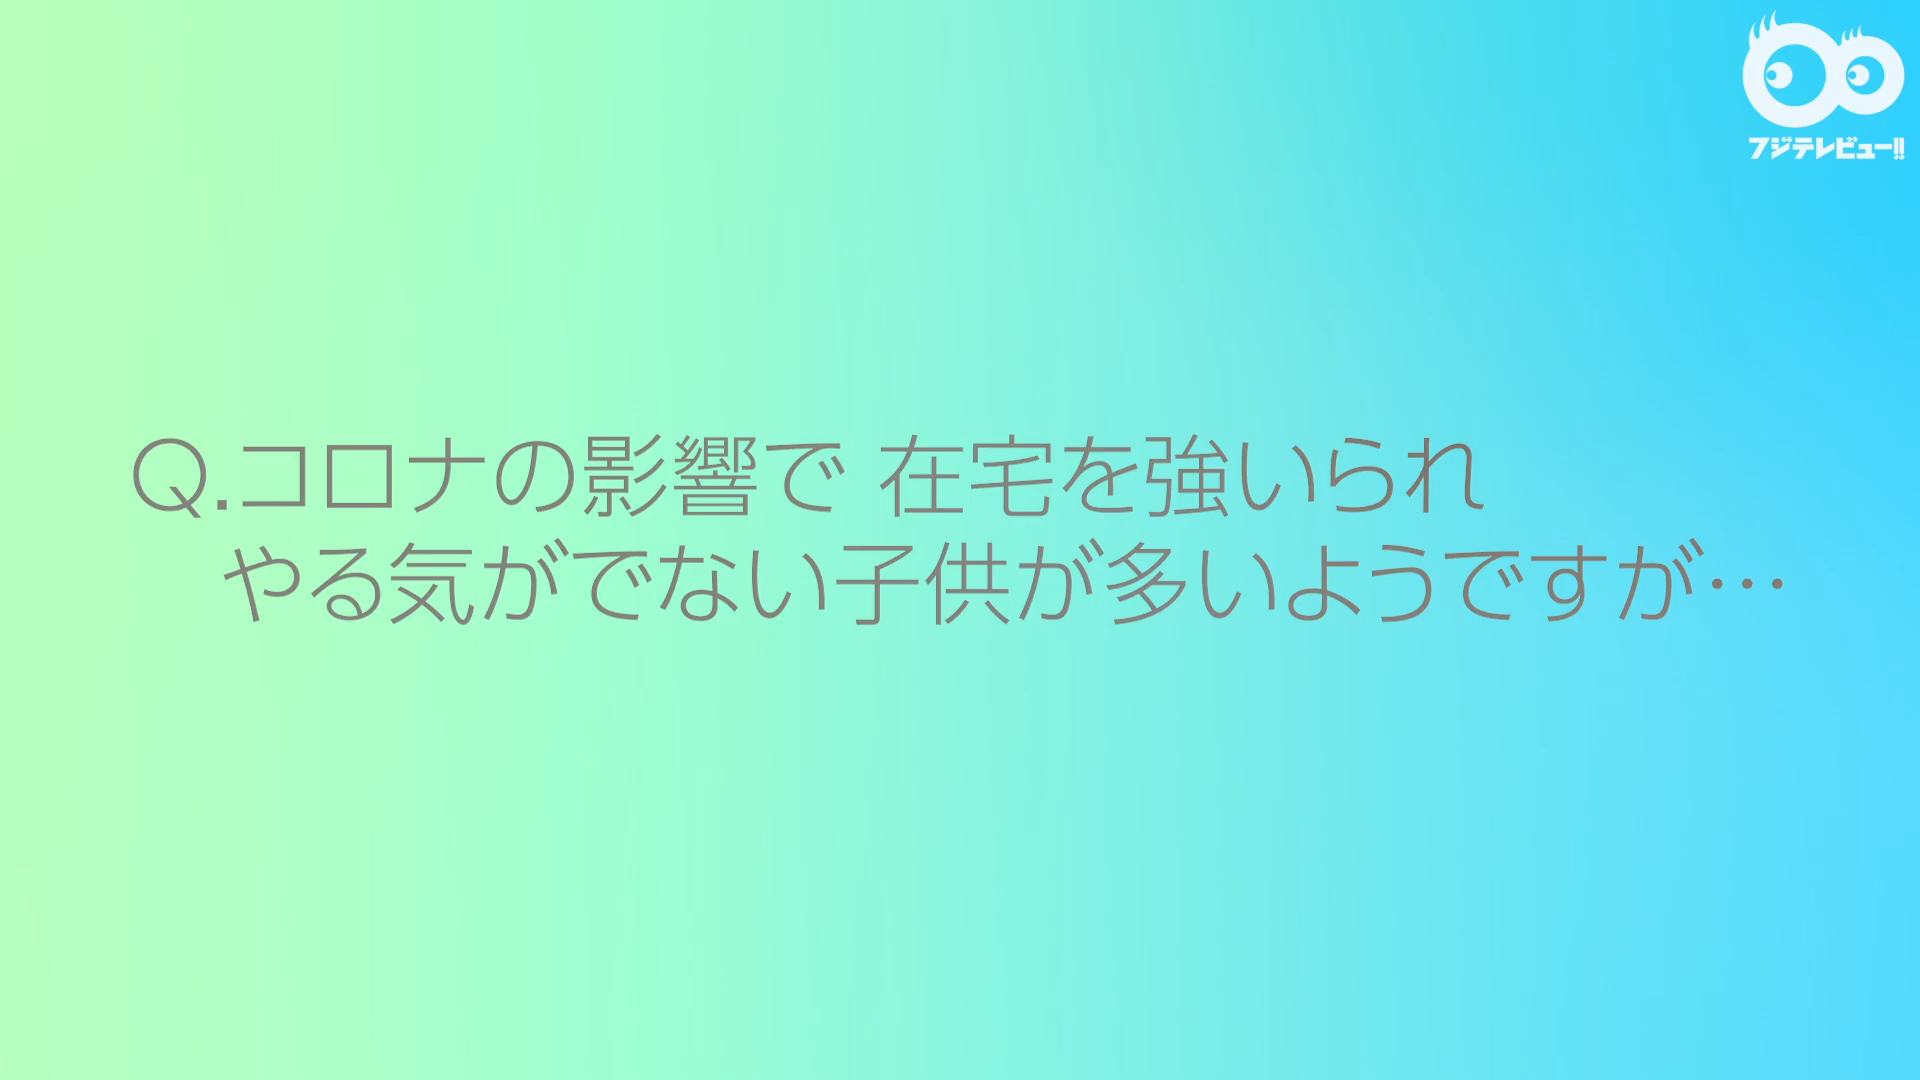 フジテレビュー!!
Q.コロナの影響で 在宅を強いられ
やる気がでない子供が多いようですが…